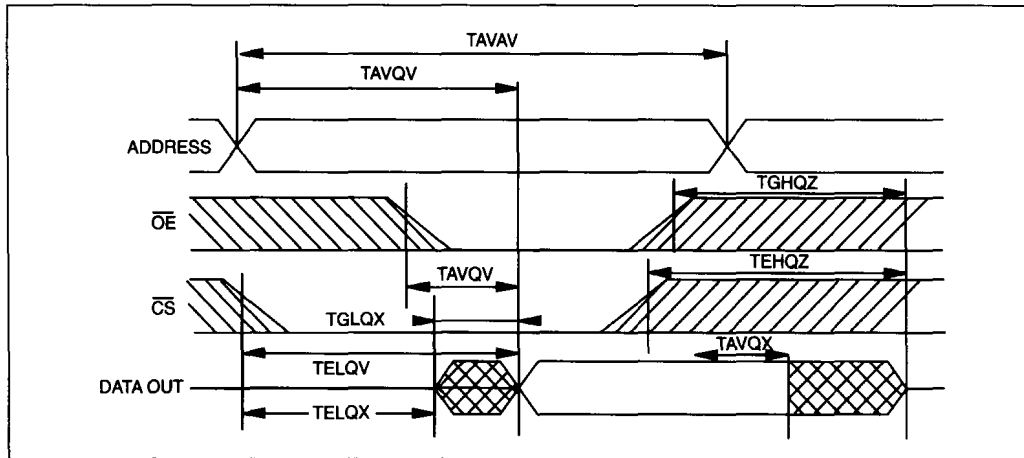 TAVAV
TAVQV
ADDRESS
TGHQZ
OE
TEHQZ
TAVQV
CS
TGLQX
TAVQX
TELQV
DATA OUT
TELQX